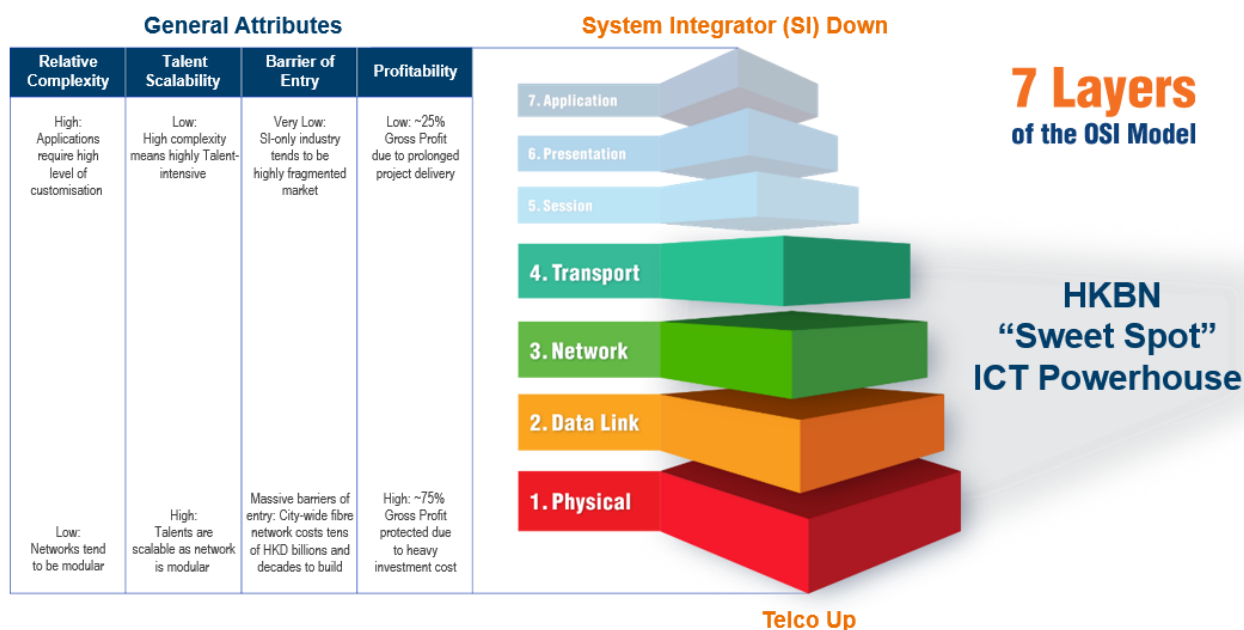 General Attributes
System Integrator (SI) Down
Relative
Complexity
Talent
Scalability
Barrier of
Entry
Profitability
High:
Applications
require high
level of
customisation
Low:
High complexity
means highly Talent-
intensive
Very Low:
SI-only industry
tends to be
highly fragmented
market
Low: ~25%
Gross Profit
due to prolonged
project delivery
Low:
Networks tend
to be modular
High:
Talents are
scalable as network
is modular
Massive barriers of
entry: City-wide fibre
network costs tens
of HKD billions and
decades to build
High: ~75%
Gross Profit
protected due
to heavy
investment cost
7. Application
6. Presentation
5. Session
4. Transport
3. Network
2. Data Link
1. Physical
Telco Up
7 Layers
of the OSI Model
HKBN
“Sweet Spot”
ICT Powerhouse